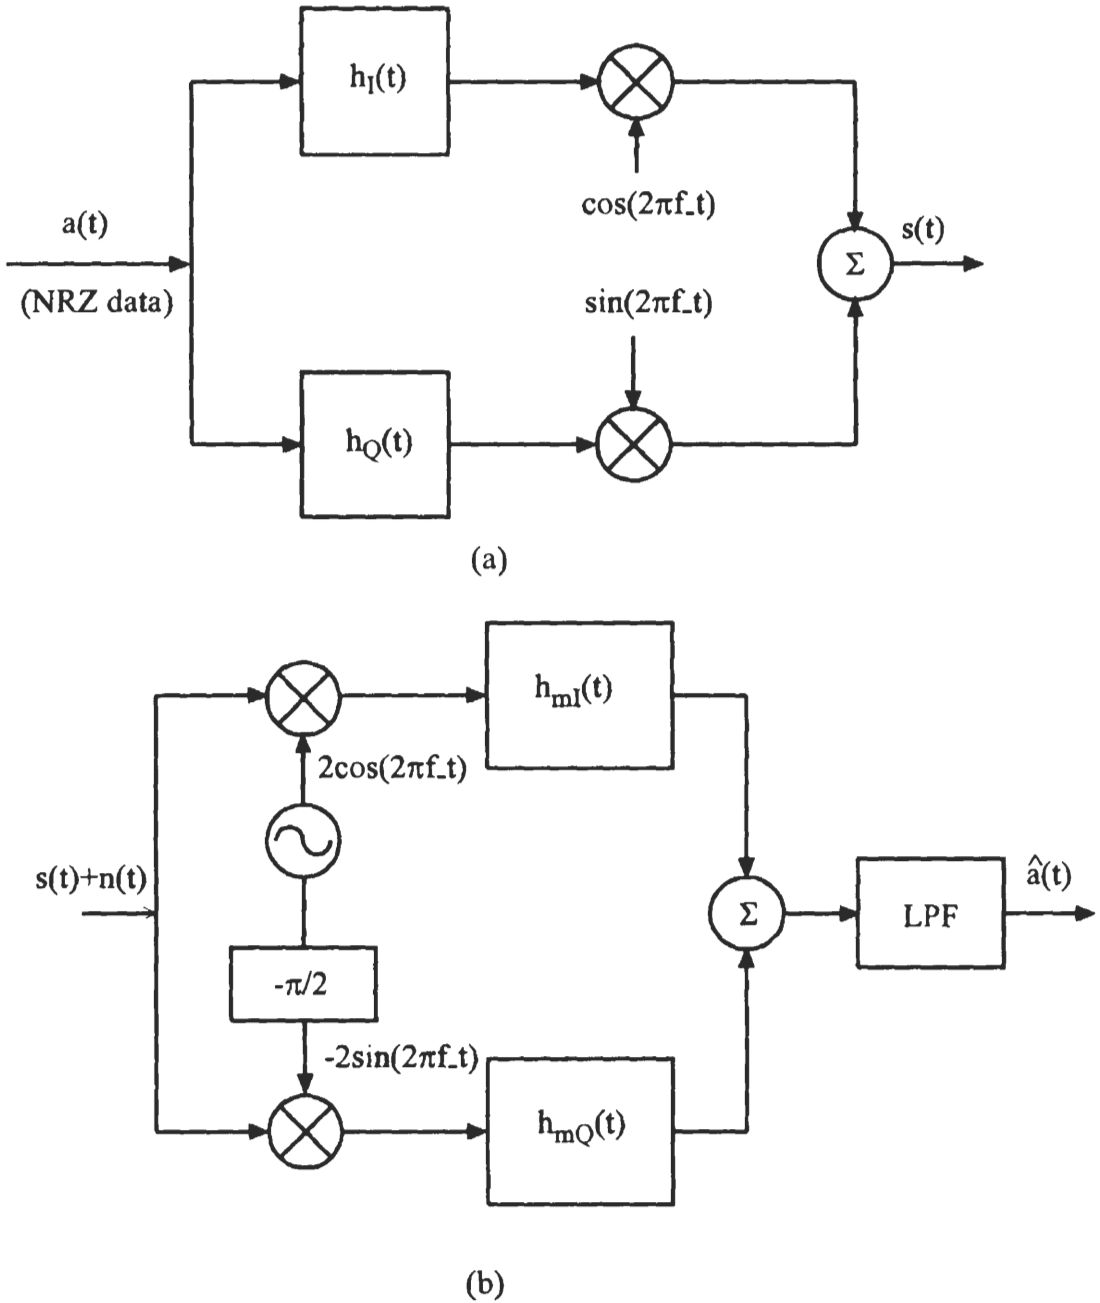 h_I(t)
cos(2πf_t)
a(t)
s(t)
Σ
(NRZ data)
sin(2πf_t)
h_Q(t)
(a)
h_mI(t)
2cos(2πf_t)
s(t)+n(t)
â(t)
Σ
LPF
-π/2
-2sin(2πf_t)
h_mQ(t)
(b)